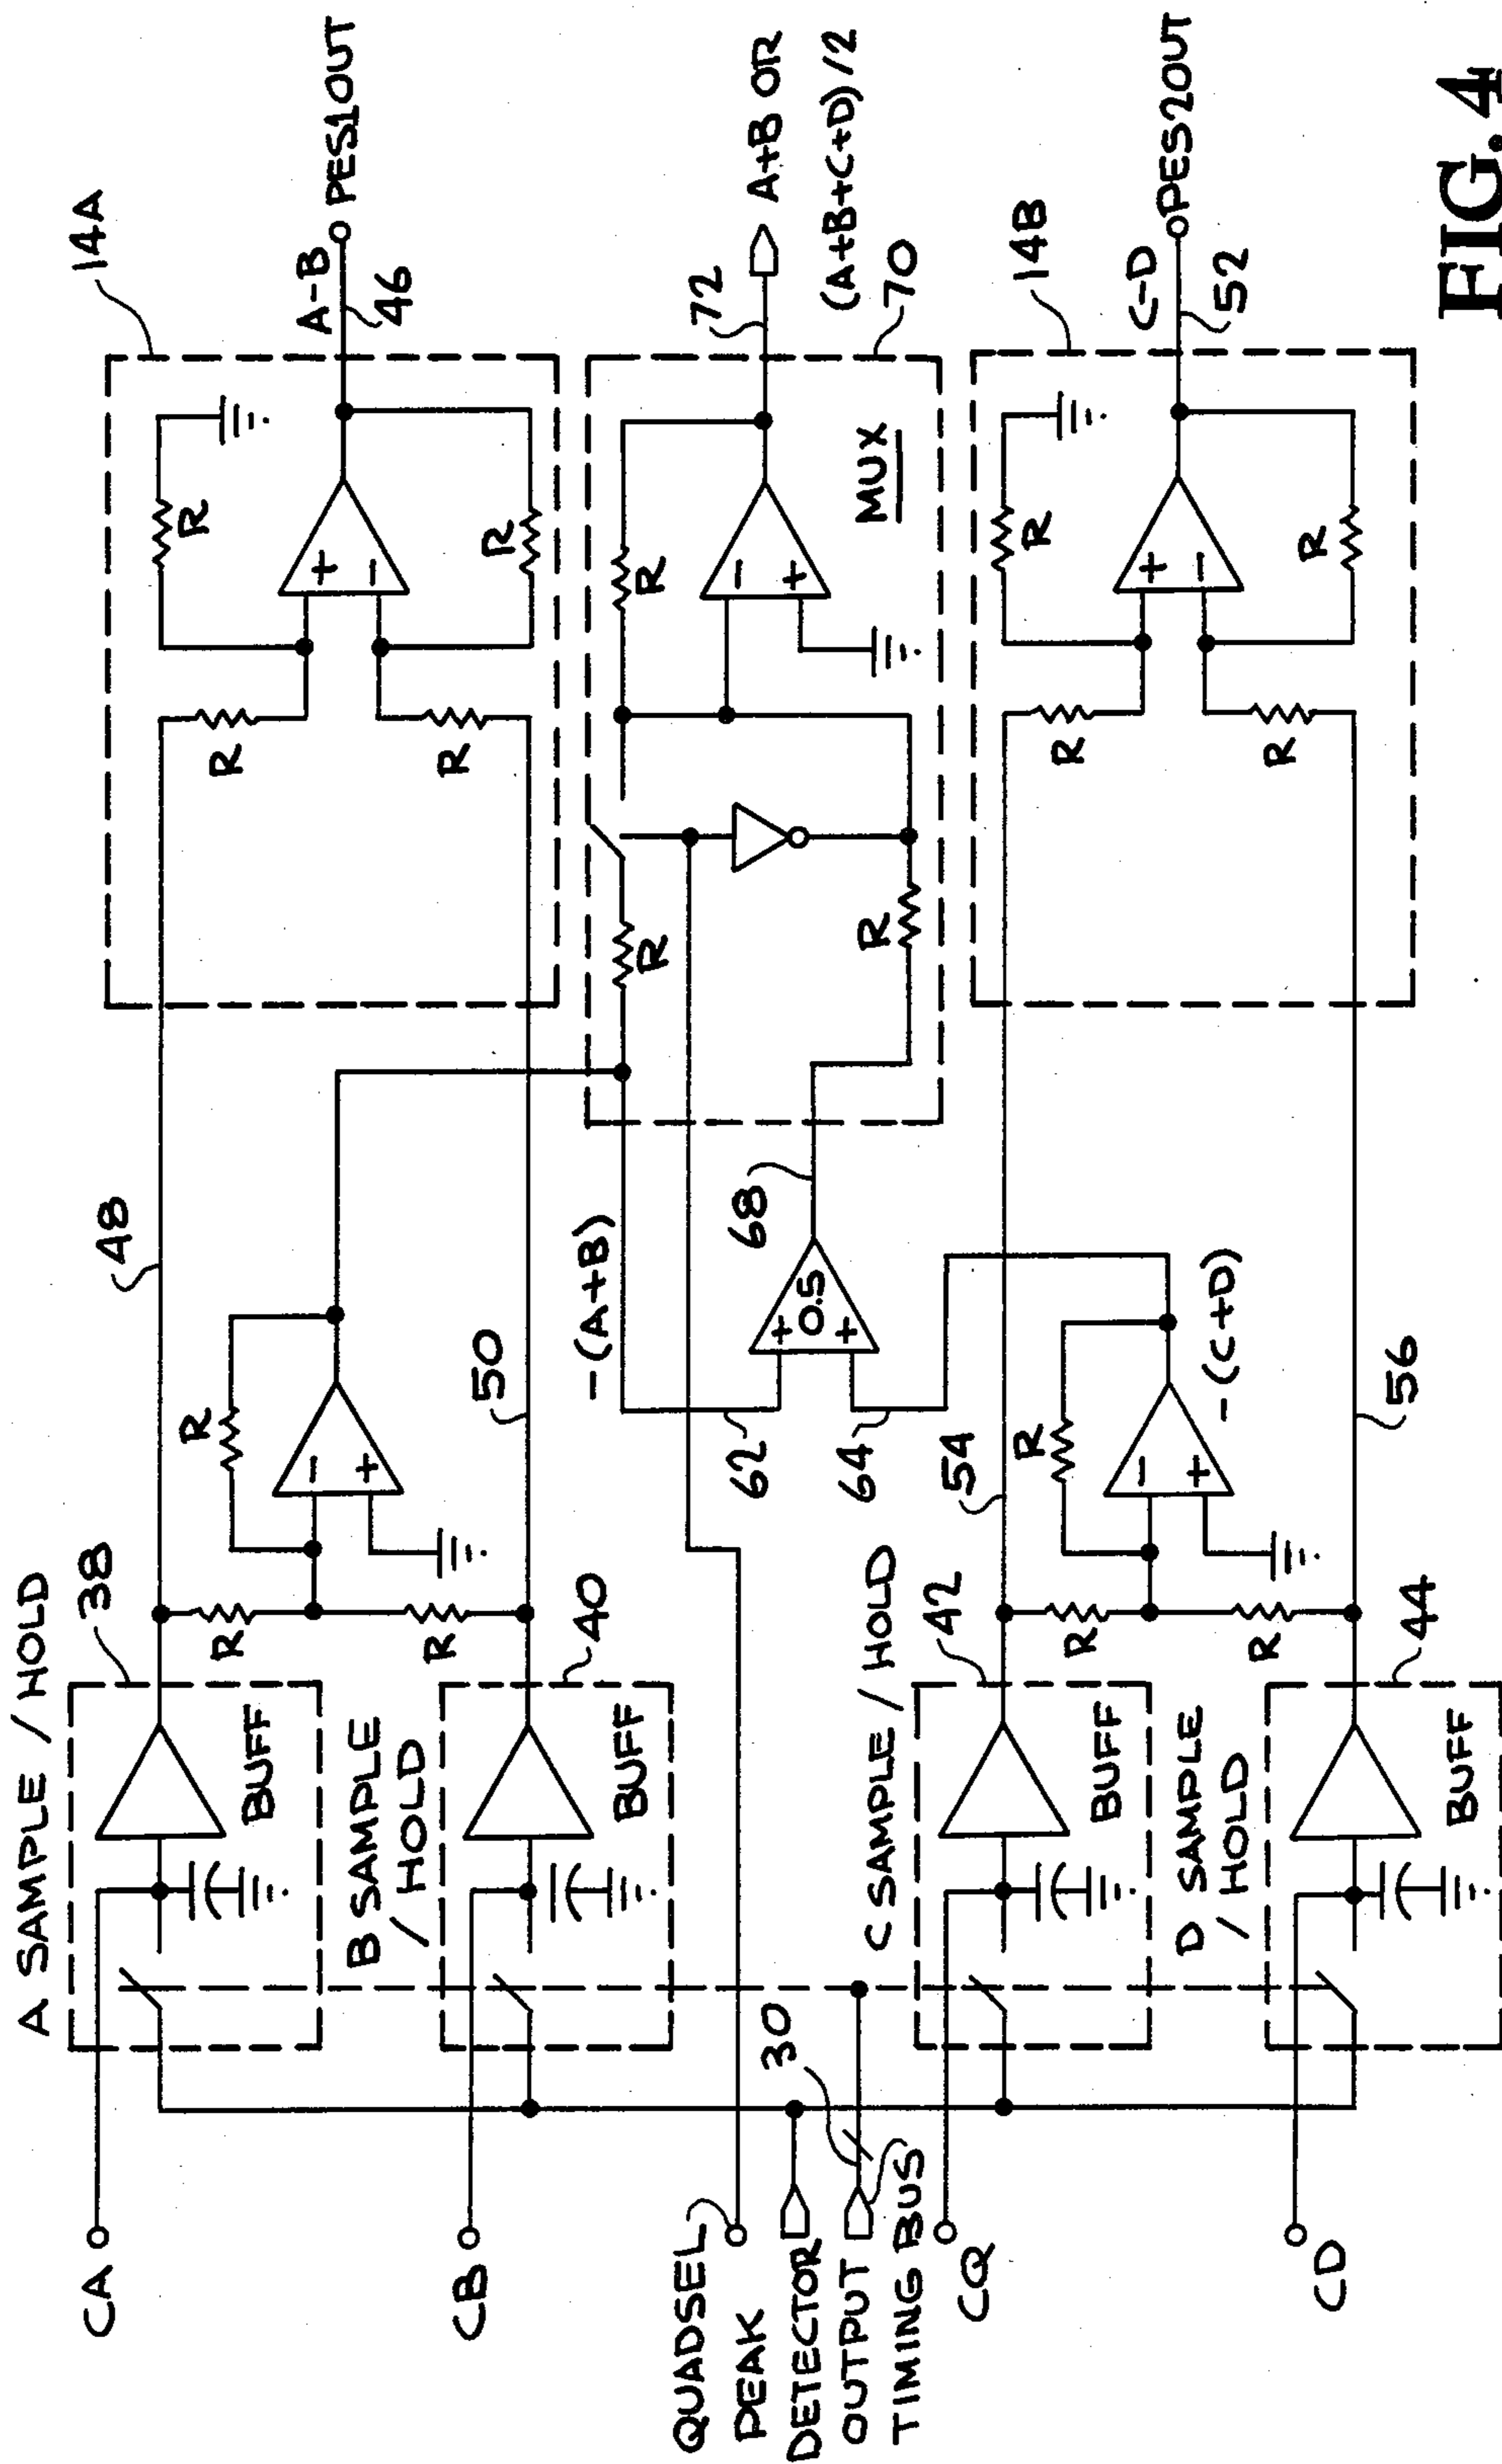 A SAMPLE / HOLD
38
CA
BUFF
R
R
48
R
14A
R
R
R
R
A-B
46
PES1OUT
B SAMPLE
/ HOLD
40
CB
BUFF
50
-(A+B)
QUADSEL
PEAK
DETECTOR
OUTPUT
TIMING BUS
30
62
64
0.5
68
R
R
R
MUX
70
72
A+B OR
(A+B+C+D)/2
C SAMPLE / HOLD
42
CQ
BUFF
54
R
R
R
-(C+D)
R
R
R
R
14B
C-D
52
PES2OUT
D SAMPLE
/ HOLD
44
CD
BUFF
56
+
-
-
+
+
+
-
+
-
+
+
-
FIG. 4